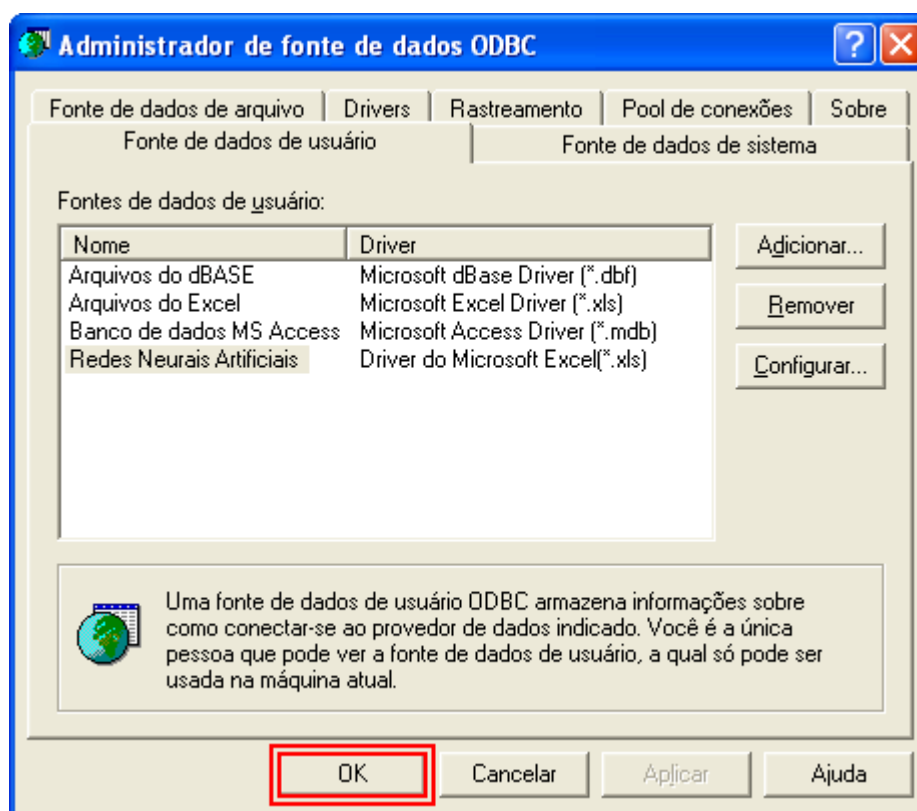 Administrador de fonte de dados ODBC
Fonte de dados de arquivo Drivers Rastreamento Pool de conexões Sobre
Fonte de dados de usuário Fonte de dados de sistema
Fontes de dados de usuário:
Nome Driver
Arquivos do dBASE Microsoft dBase Driver (*.dbf)
Arquivos do Excel Microsoft Excel Driver (*.xls)
Banco de dados MS Access Microsoft Access Driver (*.mdb)
Redes Neurais Artificiais Driver do Microsoft Excel(*.xls)
Adicionar...
Remover
Configurar...
Uma fonte de dados de usuário ODBC armazena informações sobre
como conectar-se ao provedor de dados indicado. Você é a única
pessoa que pode ver a fonte de dados de usuário, a qual só pode ser
usada na máquina atual.
OK Cancelar Aplicar Ajuda